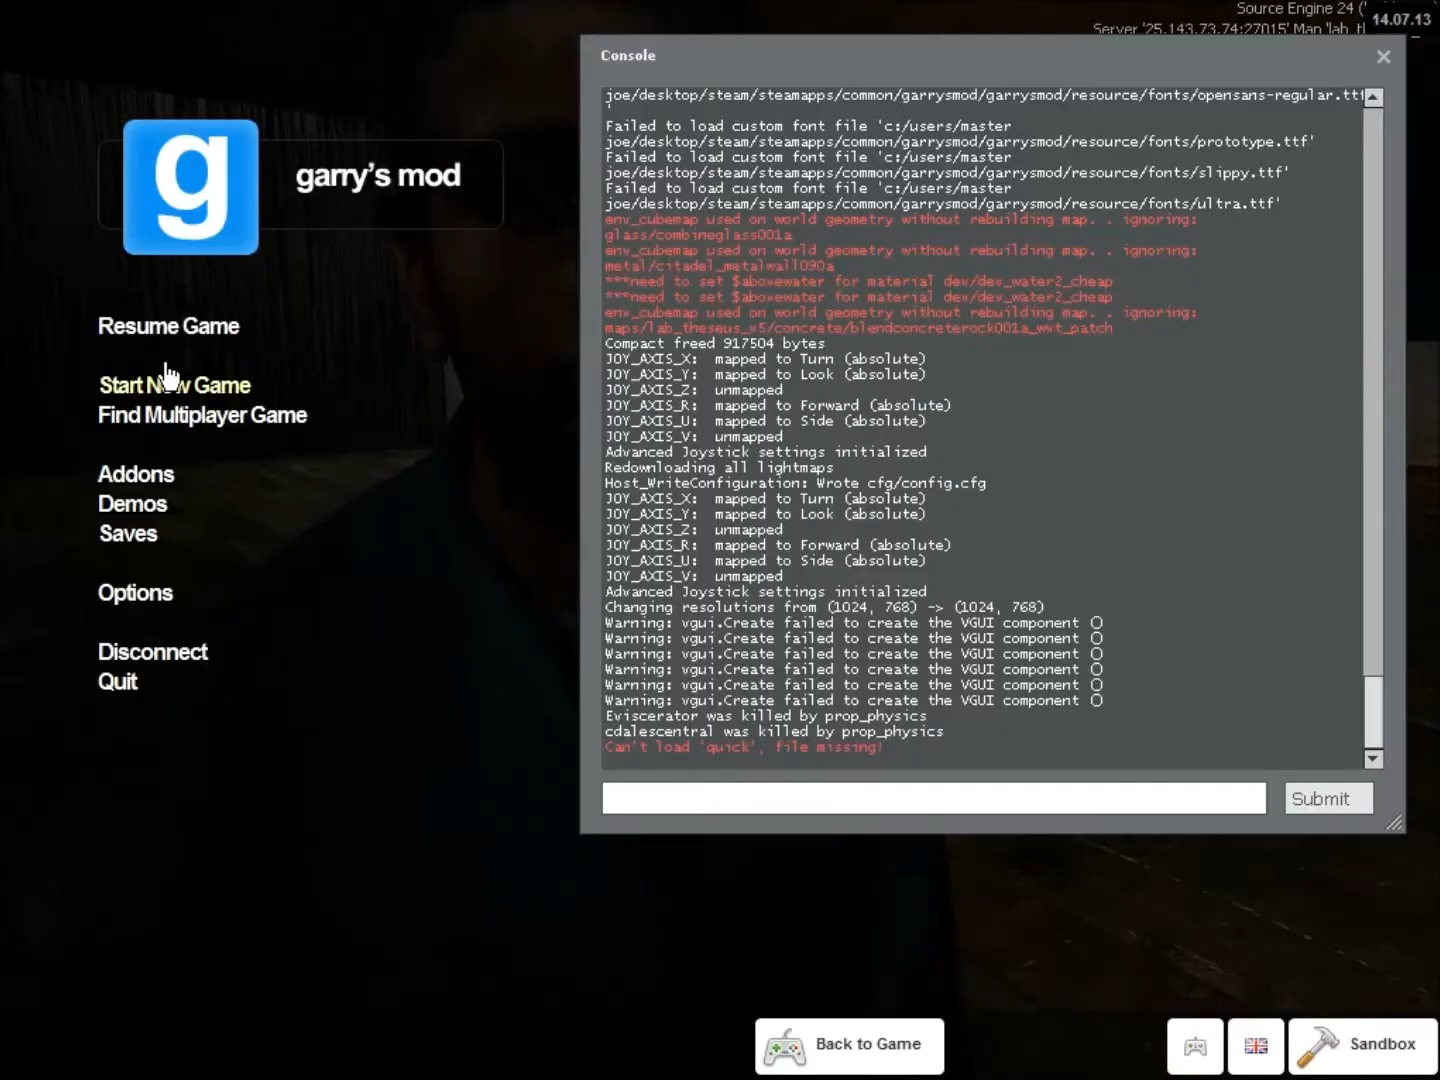 Source Engine 24 ('
14.07.13
Server '25.143.73.74:27015' Map 'lab_t
Console
joe/desktop/steam/steamapps/common/garrysmod/garrysmod/resource/fonts/opensans-regular.ttf
'
Failed to load custom font file 'c:/users/master
joe/desktop/steam/steamapps/common/garrysmod/garrysmod/resource/fonts/prototype.ttf'
Failed to load custom font file 'c:/users/master
joe/desktop/steam/steamapps/common/garrysmod/garrysmod/resource/fonts/slippy.ttf'
Failed to load custom font file 'c:/users/master
joe/desktop/steam/steamapps/common/garrysmod/garrysmod/resource/fonts/ultra.ttf'
env_cubemap used on world geometry without rebuilding map. . ignoring:
glass/combineglass001a
env_cubemap used on world geometry without rebuilding map. . ignoring:
metal/citadel_metalwall090a
***need to set $abovewater for material dev/dev_water2_cheap
***need to set $abovewater for material dev/dev_water2_cheap
env_cubemap used on world geometry without rebuilding map. . ignoring:
maps/lab_theseus_v5/concrete/blendconcreterock001a_wvt_patch
Compact freed 917504 bytes
JOY_AXIS_X: mapped to Turn (absolute)
JOY_AXIS_Y: mapped to Look (absolute)
JOY_AXIS_Z: unmapped
JOY_AXIS_R: mapped to Forward (absolute)
JOY_AXIS_U: mapped to Side (absolute)
JOY_AXIS_V: unmapped
Advanced Joystick settings initialized
Redownloading all lightmaps
Host_WriteConfiguration: Wrote cfg/config.cfg
JOY_AXIS_X: mapped to Turn (absolute)
JOY_AXIS_Y: mapped to Look (absolute)
JOY_AXIS_Z: unmapped
JOY_AXIS_R: mapped to Forward (absolute)
JOY_AXIS_U: mapped to Side (absolute)
JOY_AXIS_V: unmapped
Advanced Joystick settings initialized
Changing resolutions from (1024, 768) -> (1024, 768)
Warning: vgui.Create failed to create the VGUI component ()
Warning: vgui.Create failed to create the VGUI component ()
Warning: vgui.Create failed to create the VGUI component ()
Warning: vgui.Create failed to create the VGUI component ()
Warning: vgui.Create failed to create the VGUI component ()
Warning: vgui.Create failed to create the VGUI component ()
Eviscerator was killed by prop_physics
cdalescentral was killed by prop_physics
Can't load 'quick', file missing!
Submit
g
garry's mod
Resume Game
Start New Game
Find Multiplayer Game
Addons
Demos
Saves
Options
Disconnect
Quit
Back to Game
Sandbox